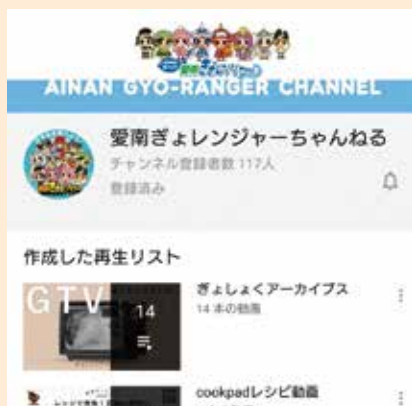 AINAN GYO-RANGER CHANNEL
愛南ぎょレンジャーちゃんねる
チャンネル登録者数 117人
登録済み
作成した再生リスト
GTV
14
ぎょしょくアーカイブス
14 本の動画
cookpadレシピ動画